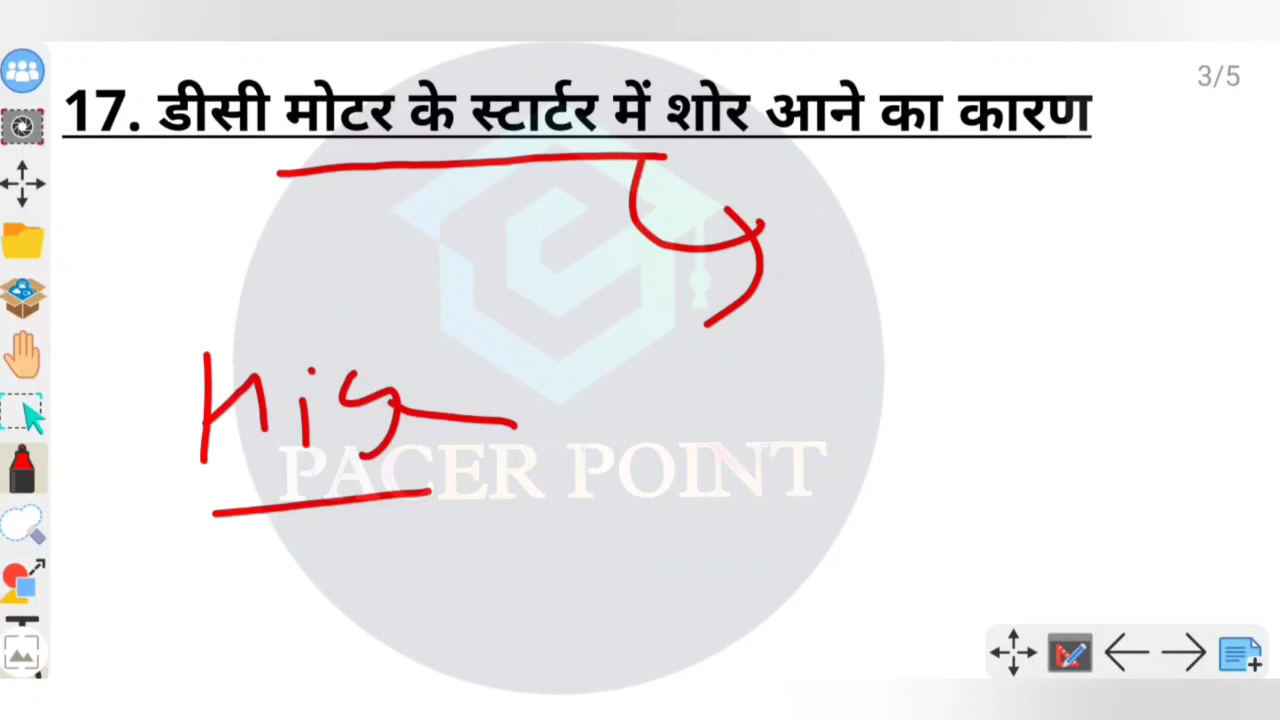 3/5
17. डीसी मोटर के स्टार्टर में शोर आने का कारण
PACER POINT